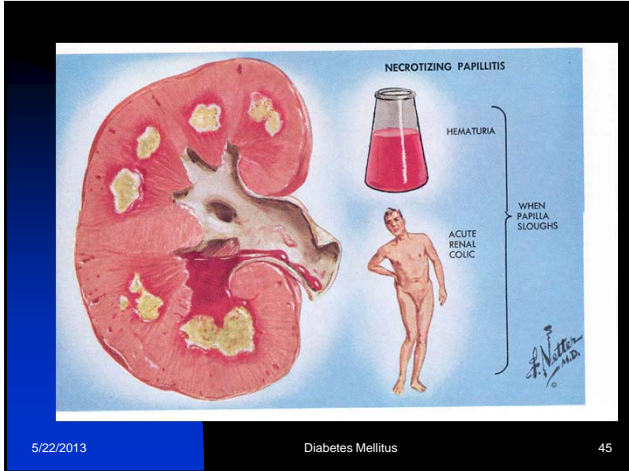 NECROTIZING PAPILLITIS
HEMATURIA
WHEN
PAPILLA
SLOUGHS
ACUTE
RENAL
COLIC
f. Netter
M.D.
©
5/22/2013
Diabetes Mellitus
45